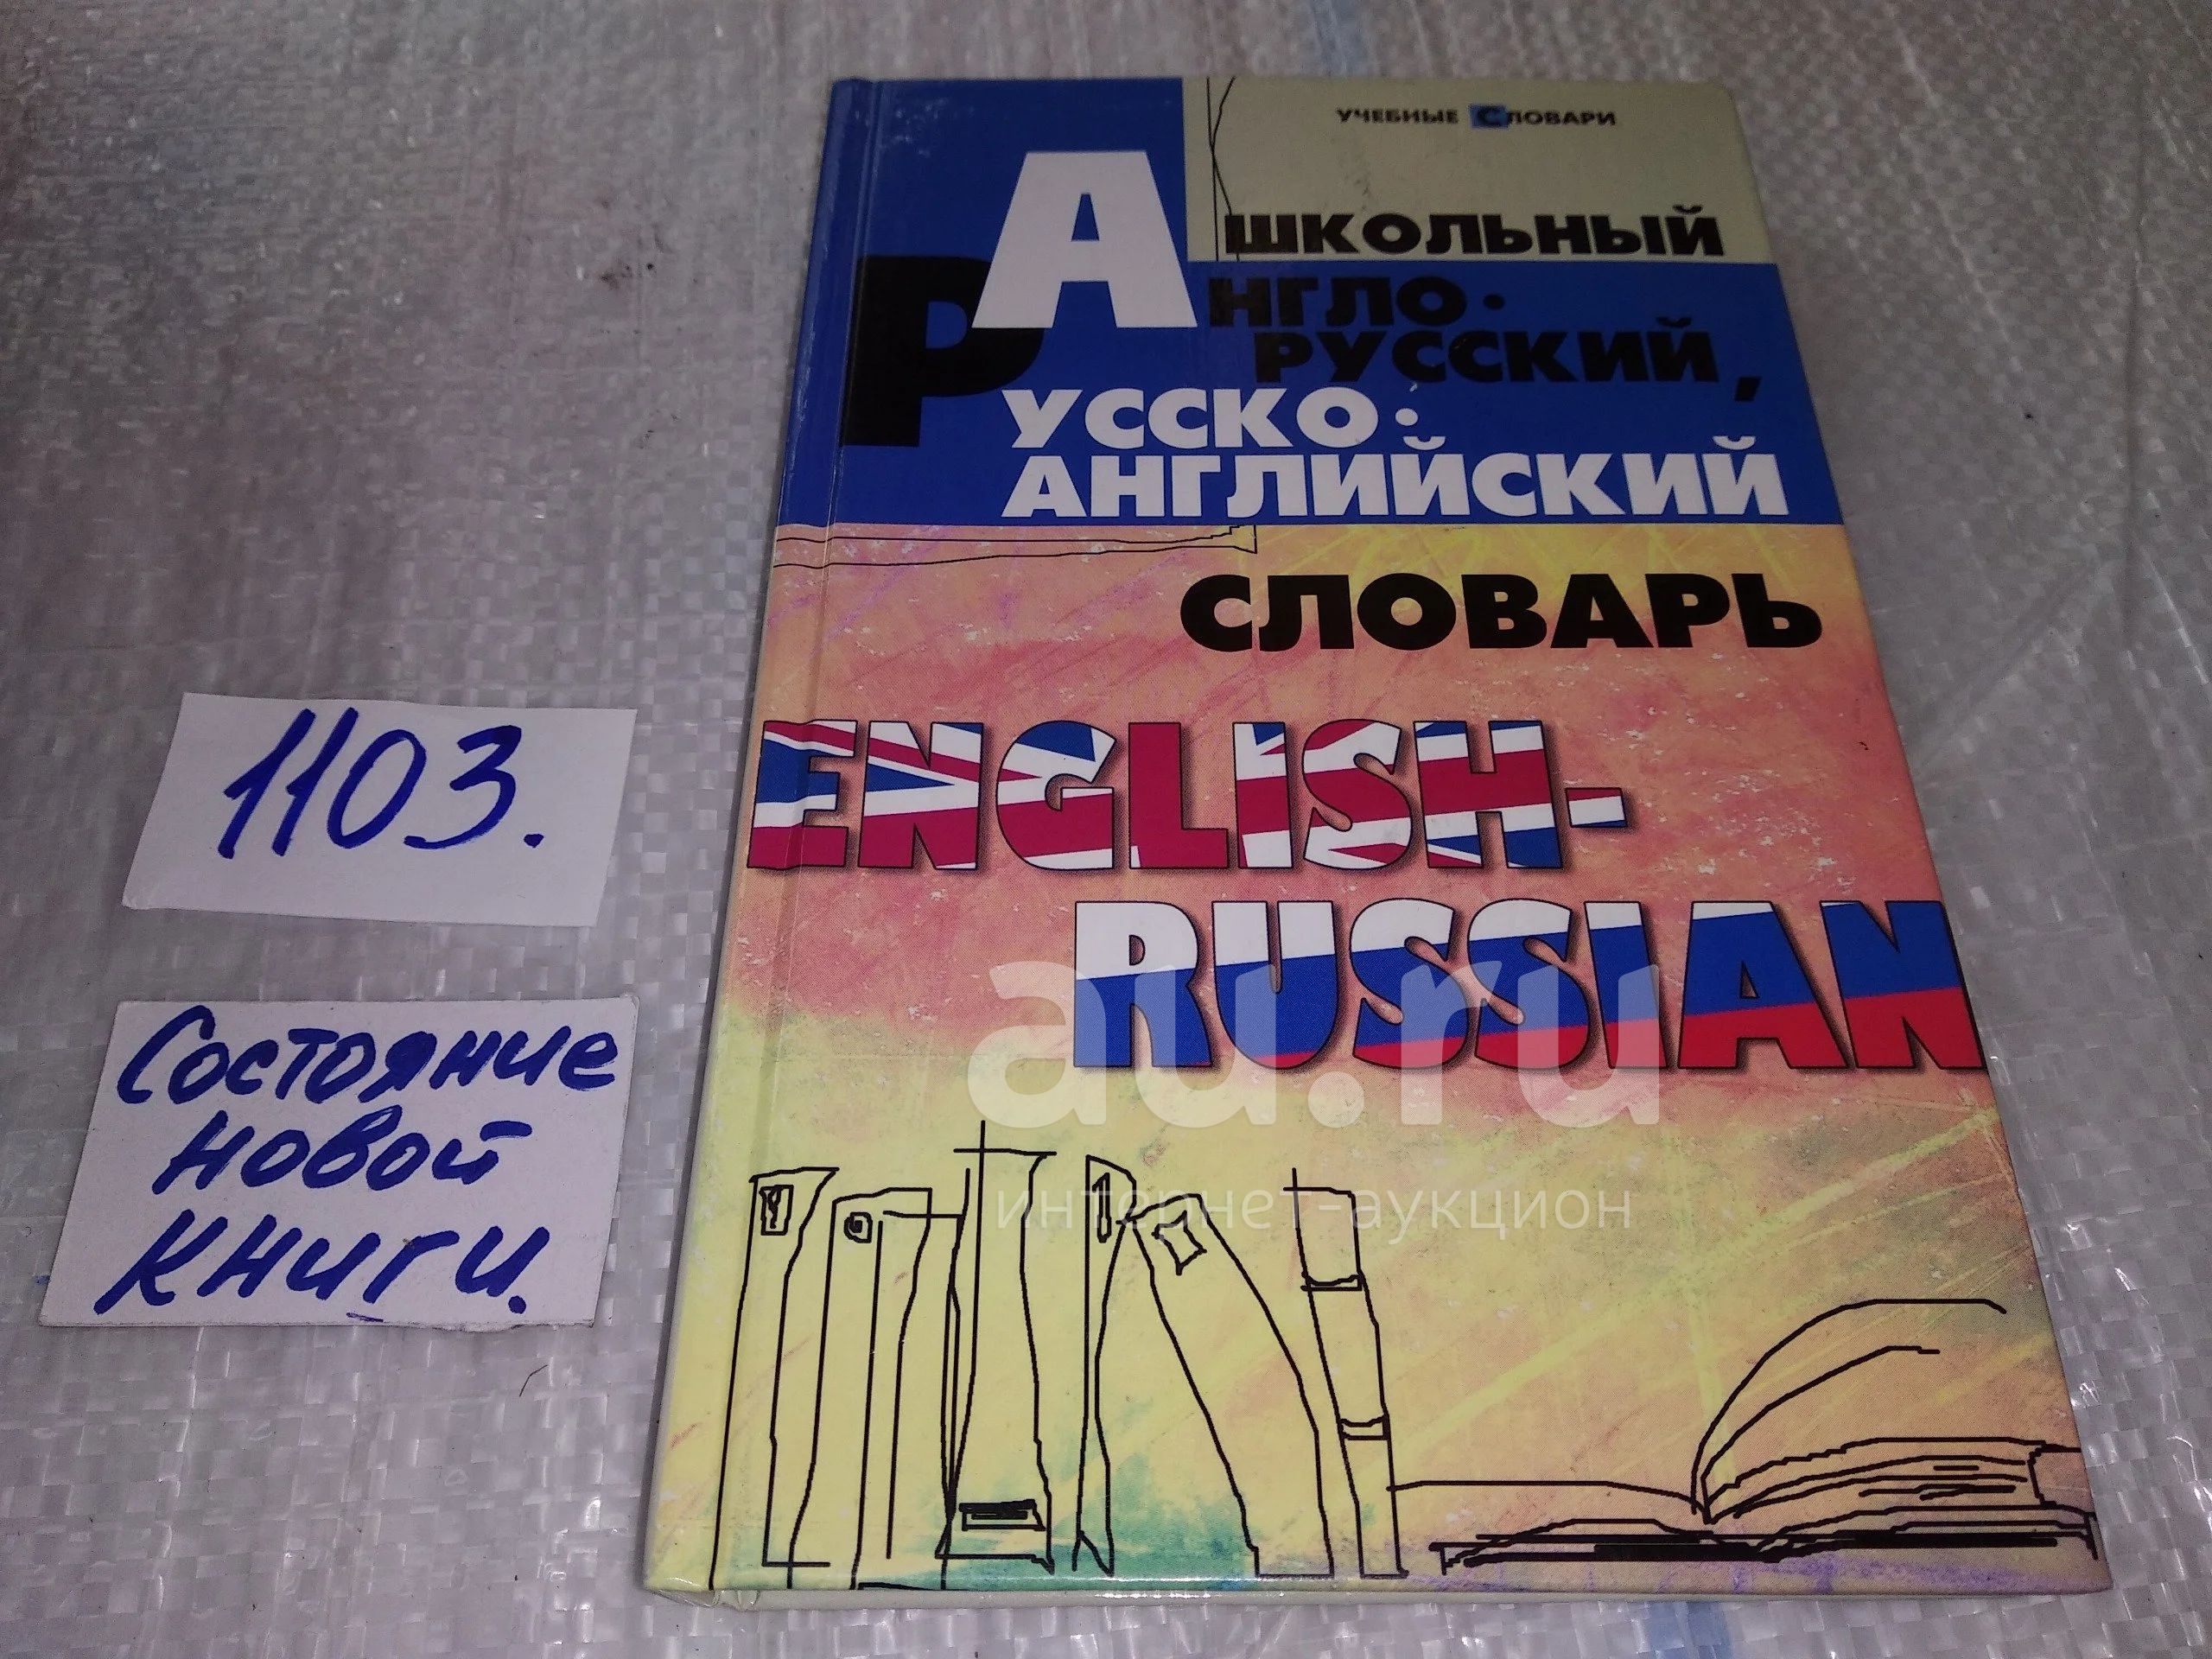 УЧЕБНЫЕ СЛОВАРИ
ШКОЛЬНЫЙ
АНГЛО-
РУССКИЙ,
РУССКО-
АНГЛИЙСКИЙ
СЛОВАРЬ
ENGLISH-
RUSSIAN
au.ru
интернет-аукцион
1103.
Состояние
новой
книги.